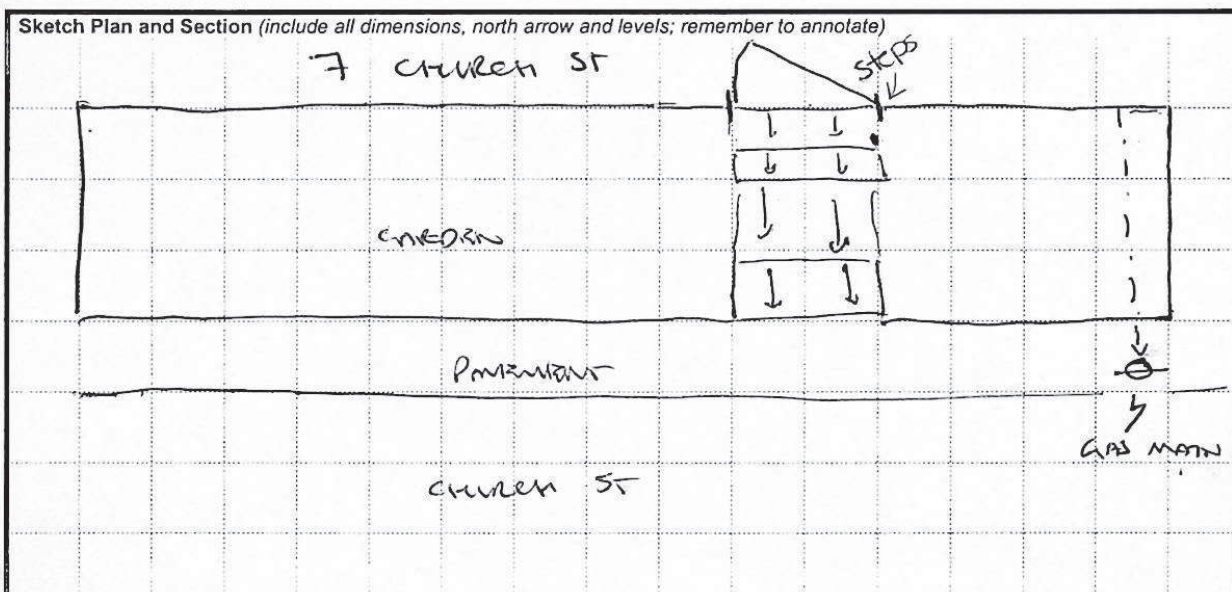 Sketch Plan and Section (include all dimensions, north arrow and levels; remember to annotate)
7 CHURCH ST
steps
GARDEN
PAVEMENT
GAS MAIN
CHURCH ST